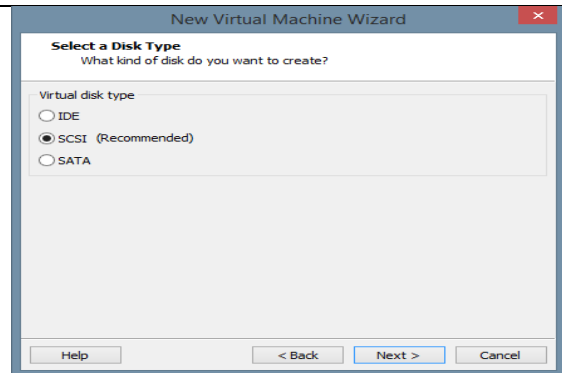 New Virtual Machine Wizard
Select a Disk Type
What kind of disk do you want to create?
Virtual disk type
IDE
SCSI (Recommended)
SATA
Help < Back Next > Cancel